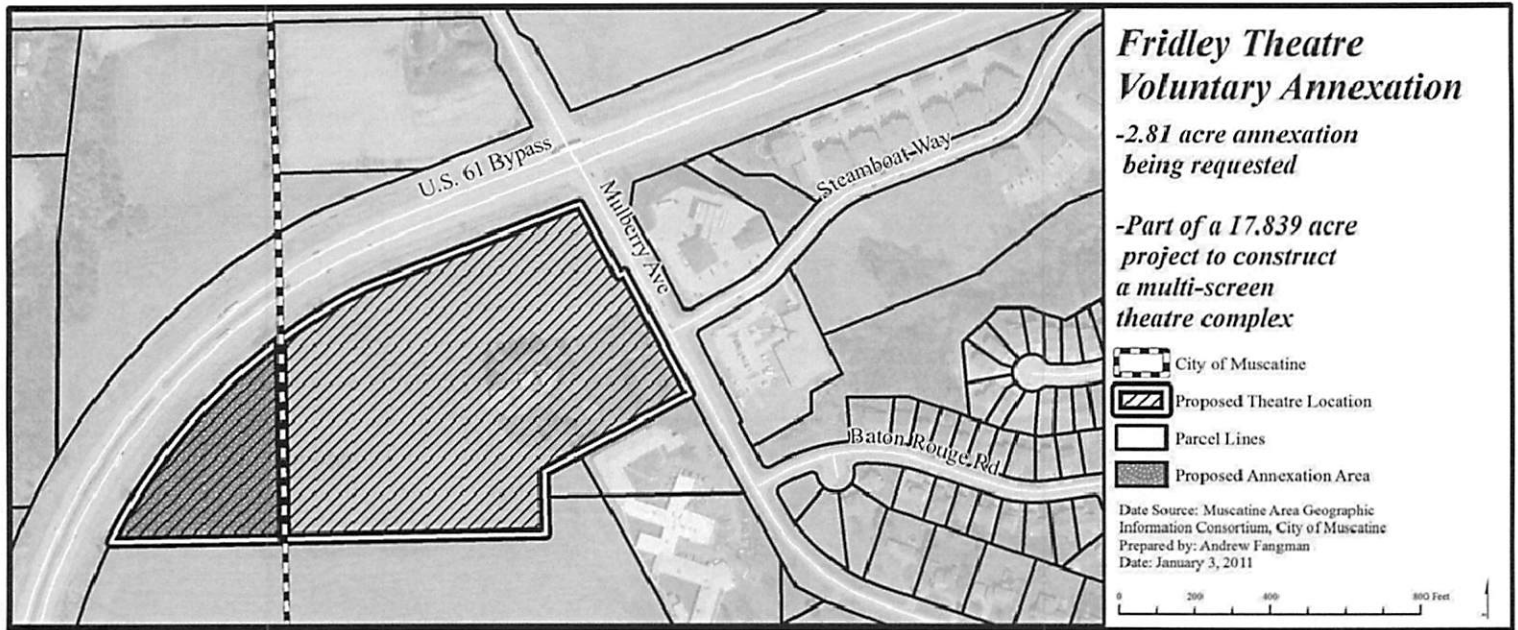 Fridley Theatre
Voluntary Annexation
-2.81 acre annexation
being requested
-Part of a 17.839 acre
project to construct
a multi-screen
theatre complex
City of Muscatine
Proposed Theatre Location
Parcel Lines
Proposed Annexation Area
Date Source: Muscatine Area Geographic
Information Consortium, City of Muscatine
Prepared by: Andrew Fangman
Date: January 3, 2011
0 200 400 800 Feet
U.S. 61 Bypass
Mulberry Ave
Steamboat Way
Baton Rouge Rd